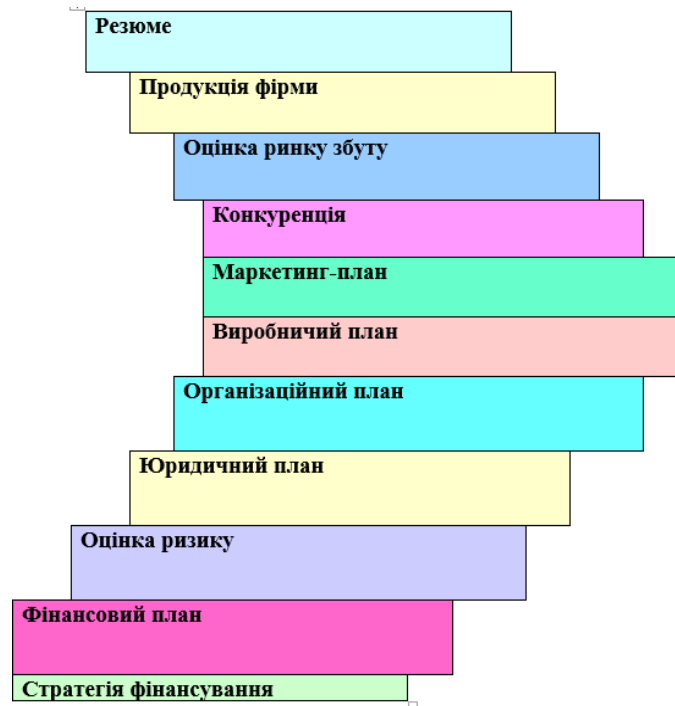 Резюме
Продукція фірми
Оцінка ринку збуту
Конкуренція
Маркетинг-план
Виробничий план
Організаційний план
Юридичний план
Оцінка ризику
Фінансовий план
Стратегія фінансування